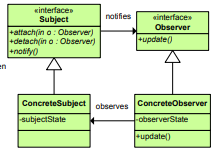 «interface»
Subject
+attach(in o : Observer)
+detach(in o : Observer)
+notify()
notifies
«interface»
Observer
+update()
en
ConcreteSubject
-subjectState
observes
ConcreteObserver
-observerState
+update()